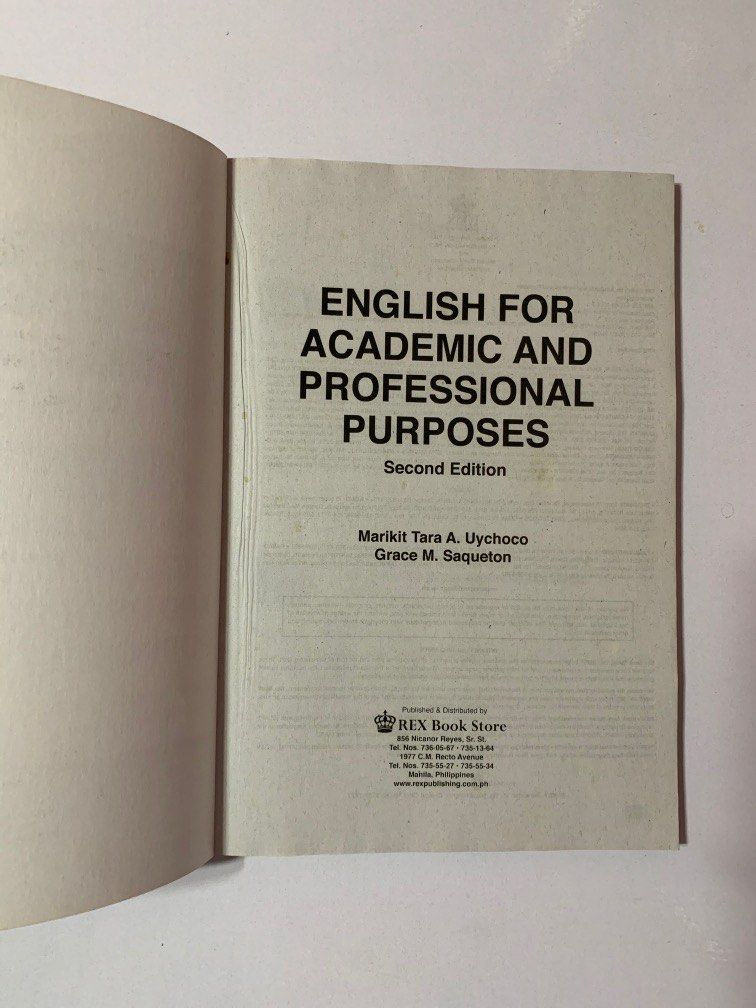 ENGLISH FOR
ACADEMIC AND
PROFESSIONAL
PURPOSES
Second Edition
Marikit Tara A. Uychoco
Grace M. Saqueton
Published & Distributed by
REX Book Store
856 Nicanor Reyes, Sr. St.
Tel. Nos. 736-05-67 • 735-13-64
1977 C.M. Recto Avenue
Tel. Nos. 735-55-27 • 735-55-34
Manila, Philippines
www.rexpublishing.com.ph